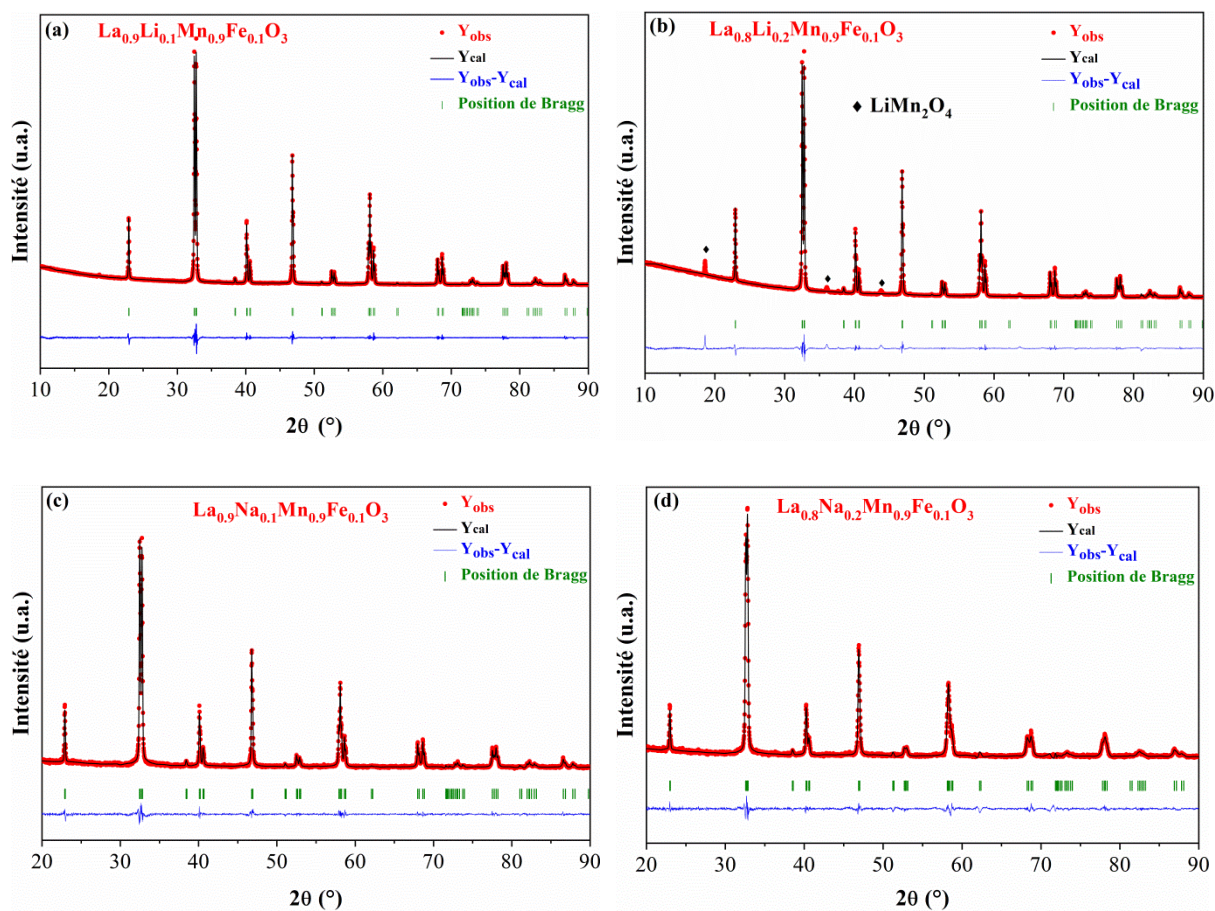 (a)
La0.9Li0.1Mn0.9Fe0.1O3
Yobs
Ycal
Yobs-Ycal
Position de Bragg
Intensité (u.a.)
10 20 30 40 50 60 70 80 90
2θ (°)
(b)
La0.8Li0.2Mn0.9Fe0.1O3
Yobs
Ycal
Yobs-Ycal
Position de Bragg
♦ LiMn2O4
Intensité (u.a.)
10 20 30 40 50 60 70 80 90
2θ (°)
(c)
La0.9Na0.1Mn0.9Fe0.1O3
Yobs
Ycal
Yobs-Ycal
Position de Bragg
Intensité (u.a.)
20 30 40 50 60 70 80 90
2θ (°)
(d)
La0.8Na0.2Mn0.9Fe0.1O3
Yobs
Ycal
Yobs-Ycal
Position de Bragg
Intensité (u.a.)
20 30 40 50 60 70 80 90
2θ (°)